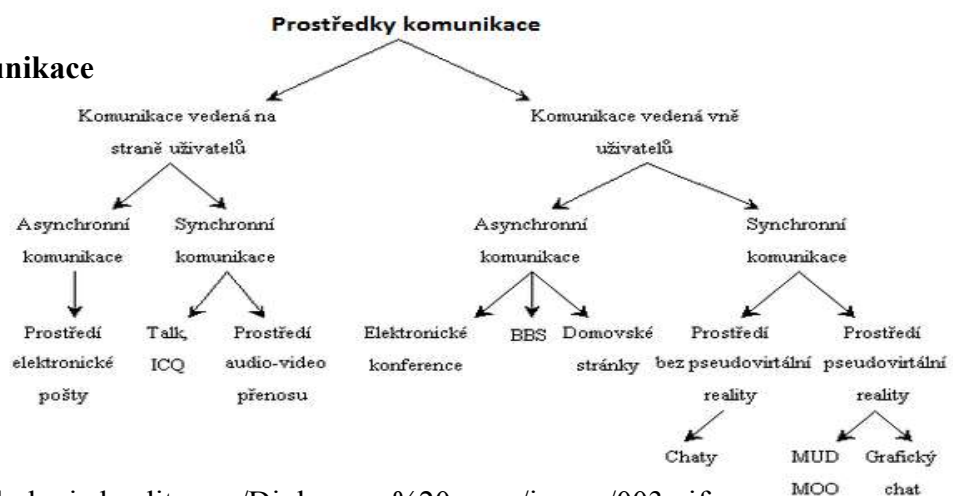 Prostředky komunikace
unikace
Komunikace vedená na
straně uživatelů
Komunikace vedená vně
uživatelů
Asynchronní
komunikace
Synchronní
komunikace
Asynchronní
komunikace
Synchronní
komunikace
Prostředí
elektronické
pošty
Talk,
ICQ
Prostředí
audio-video
přenosu
Elektronické
konference
BBS
Domovské
stránky
Prostředí
bez pseudovirtální
reality
Prostředí
pseudovirtální
reality
Chaty
MUD
MOO
Grafický
chat